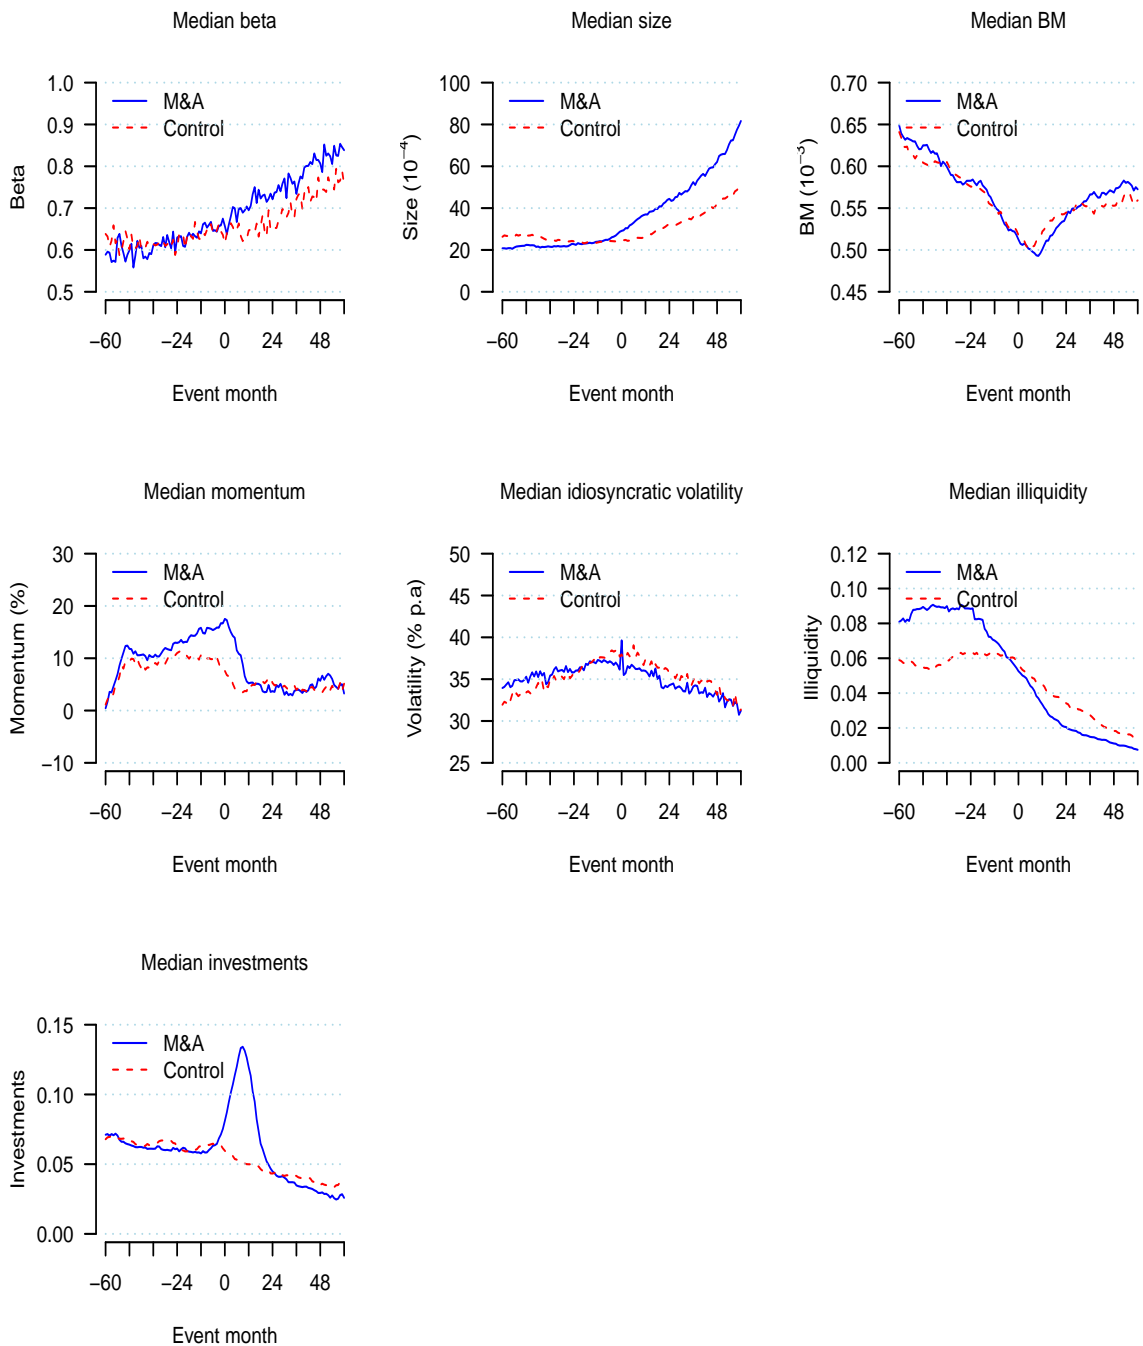 Median beta
Beta
1.0
0.9
0.8
0.7
0.6
0.5
M&A
Control
−60 −24 0 24 48
Event month
Median size
Size (10⁻⁴)
100
80
60
40
20
0
M&A
Control
−60 −24 0 24 48
Event month
Median BM
BM (10⁻³)
0.70
0.65
0.60
0.55
0.50
0.45
M&A
Control
−60 −24 0 24 48
Event month
Median momentum
Momentum (%)
30
20
10
0
−10
M&A
Control
−60 −24 0 24 48
Event month
Median idiosyncratic volatility
Volatility (% p.a)
50
45
40
35
30
25
M&A
Control
−60 −24 0 24 48
Event month
Median illiquidity
Illiquidity
0.12
0.10
0.08
0.06
0.04
0.02
0.00
M&A
Control
−60 −24 0 24 48
Event month
Median investments
Investments
0.15
0.10
0.05
0.00
M&A
Control
−60 −24 0 24 48
Event month